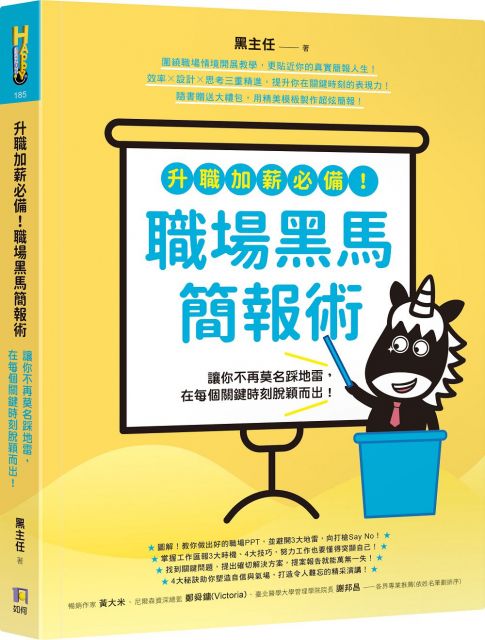 HAPPY
185
升職加薪必備！職場黑馬簡報術
讓你不再莫名踩地雷，
在每個關鍵時刻脫穎而出！
黑主任 著
如何
黑主任 —— 著
圍繞職場情境開展教學，更貼近你的真實簡報人生！
效率×設計×思考三重精進，提升你在關鍵時刻的表現力！
隨書贈送大禮包，用精美模板製作超炫簡報！
升職加薪必備！
職場黑馬
簡報術
讓你不再莫名踩地雷，
在每個關鍵時刻脫穎而出！
★圖解！教你做出好的職場PPT，並避開3大地雷，向打槍Say No！
★掌握工作匯報3大時機、4大技巧，努力工作也要懂得突顯自己！
★找到關鍵問題，提出確切解決方案，提案報告就能萬無一失！
★4大秘訣助你塑造自信與氣場，打造令人難忘的精采演講！
暢銷作家 黃大米、尼爾森資深總監 鄭舜鏞(Victoria)、臺北醫學大學管理學院院長 謝邦昌——各界專業推薦(依姓名筆劃排序)